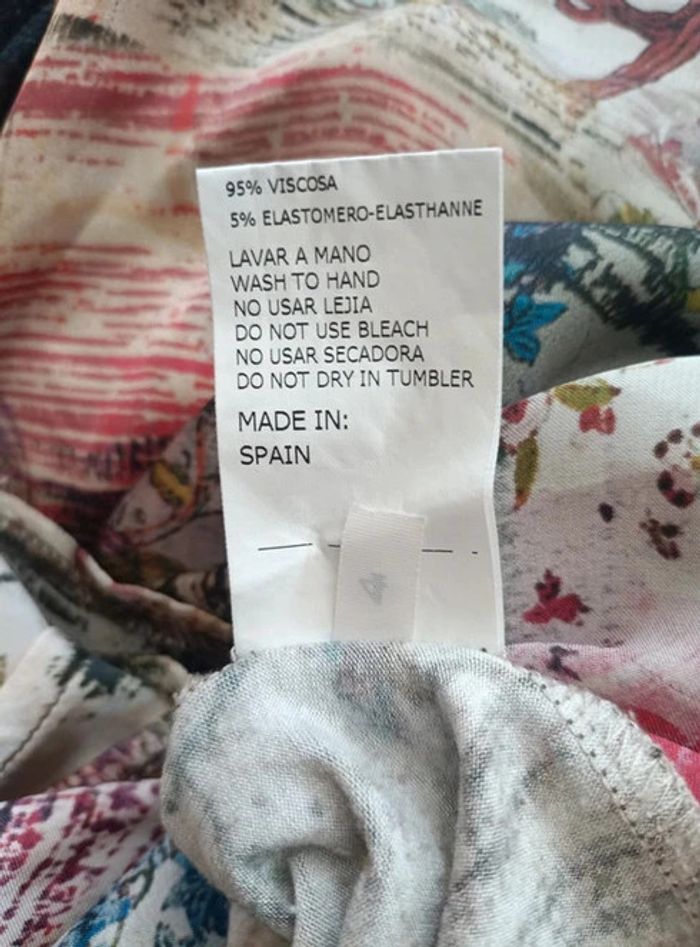 95% VISCOSA
5% ELASTOMERO-ELASTHANNE
LAVAR A MANO
WASH TO HAND
NO USAR LEJIA
DO NOT USE BLEACH
NO USAR SECADORA
DO NOT DRY IN TUMBLER
MADE IN:
SPAIN
4